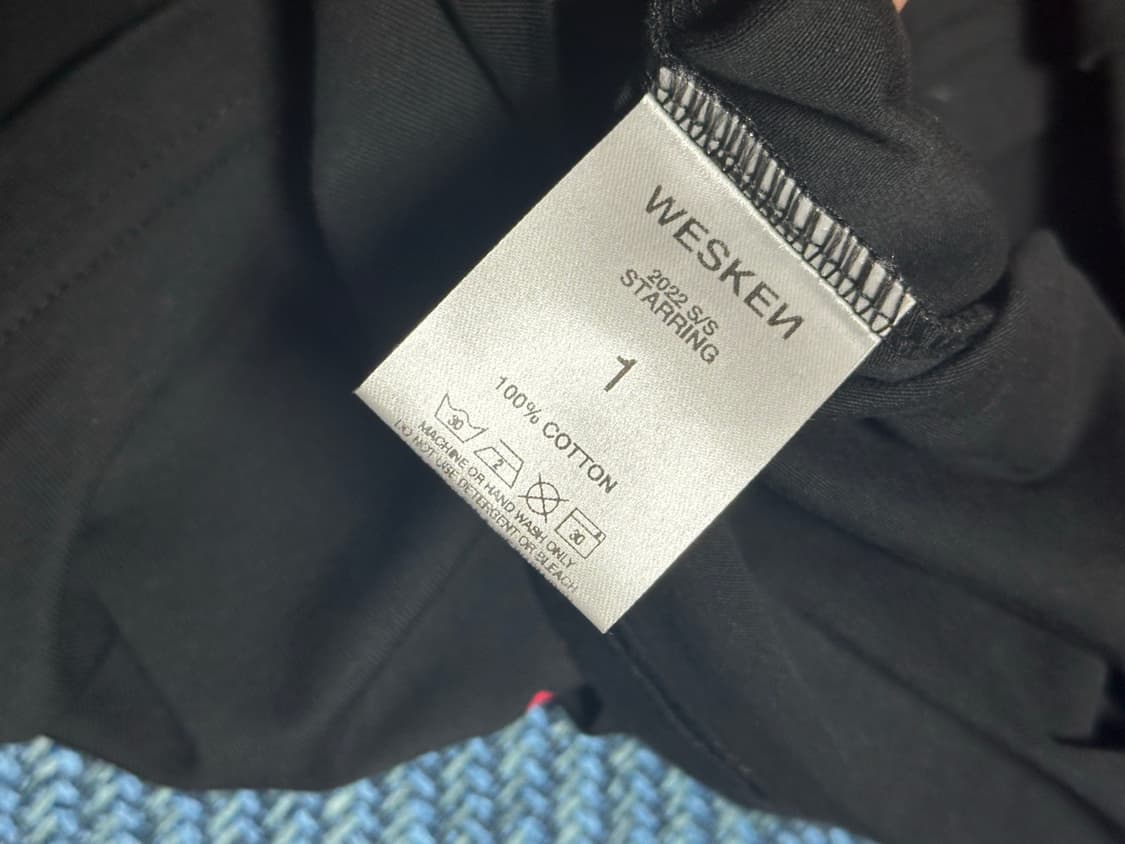 WESKEИ
2022 S/S
STARRING
1
100% COTTON
30 2 30
MACHINE OR HAND WASH ONLY
DO NOT USE DETERGENT OR BLEACH